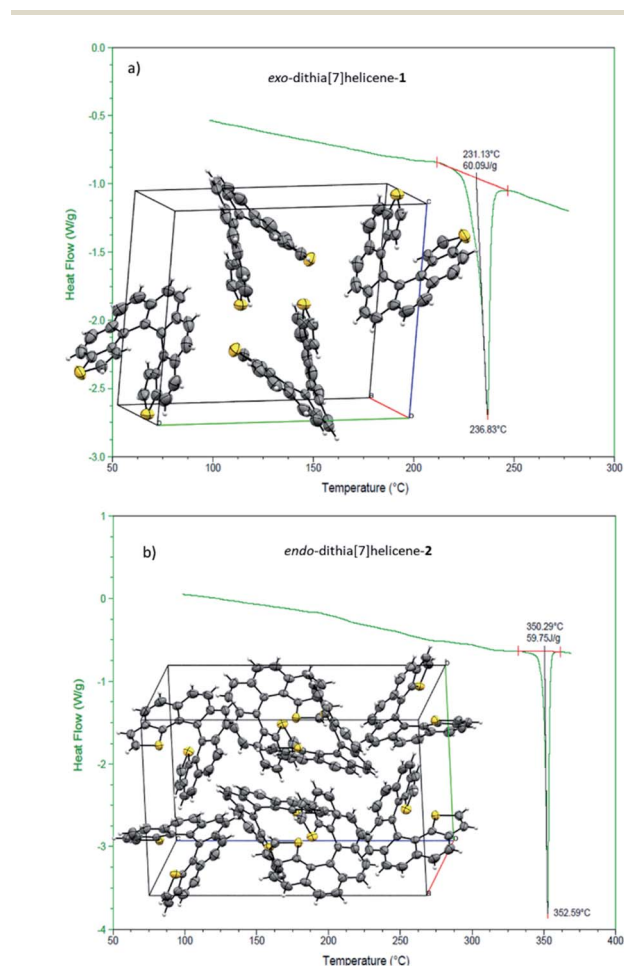 a)
exo-dithia[7]helicene-1
0.0
-0.5
-1.0
-1.5
-2.0
-2.5
-3.0
Heat Flow (W/g)
231.13°C
60.09J/g
236.83°C
50
100
150
200
250
300
Temperature (°C)
b)
endo-dithia[7]helicene-2
1
0
-1
-2
-3
-4
Heat Flow (W/g)
350.29°C
59.75J/g
352.59°C
50
100
150
200
250
300
350
400
Temperature (°C)